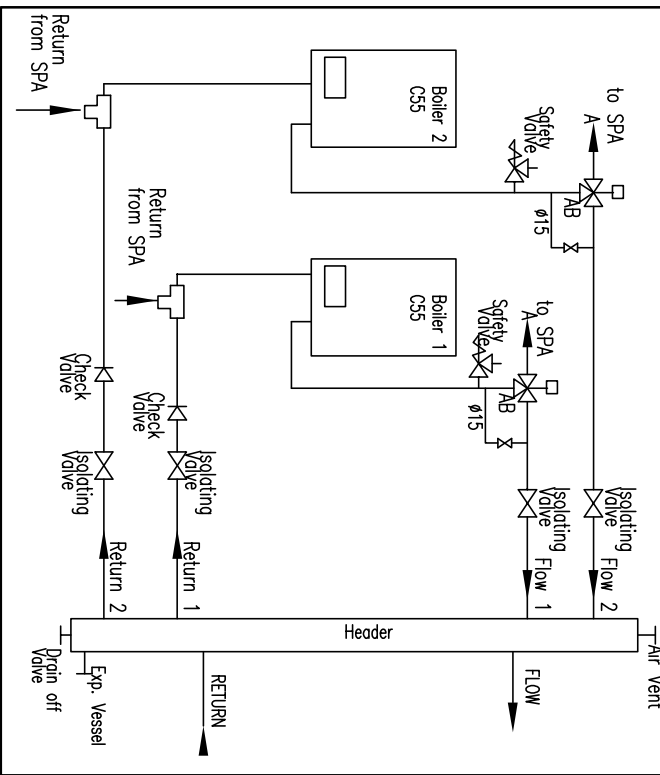 Return
from SPA
Boiler 2
C55
Safety
Valve
to SPA
A
AB
ø15
Return
from SPA
Boiler 1
C55
Safety
Valve
to SPA
A
AB
ø15
Check
Valve
Isolating
Valve
Check
Valve
Isolating
Valve
Isolating
Valve
Isolating
Valve
Return 2
Return 1
Flow 1
Flow 2
Header
Air Vent
Drain off
Valve
Exp. Vessel
RETURN
FLOW